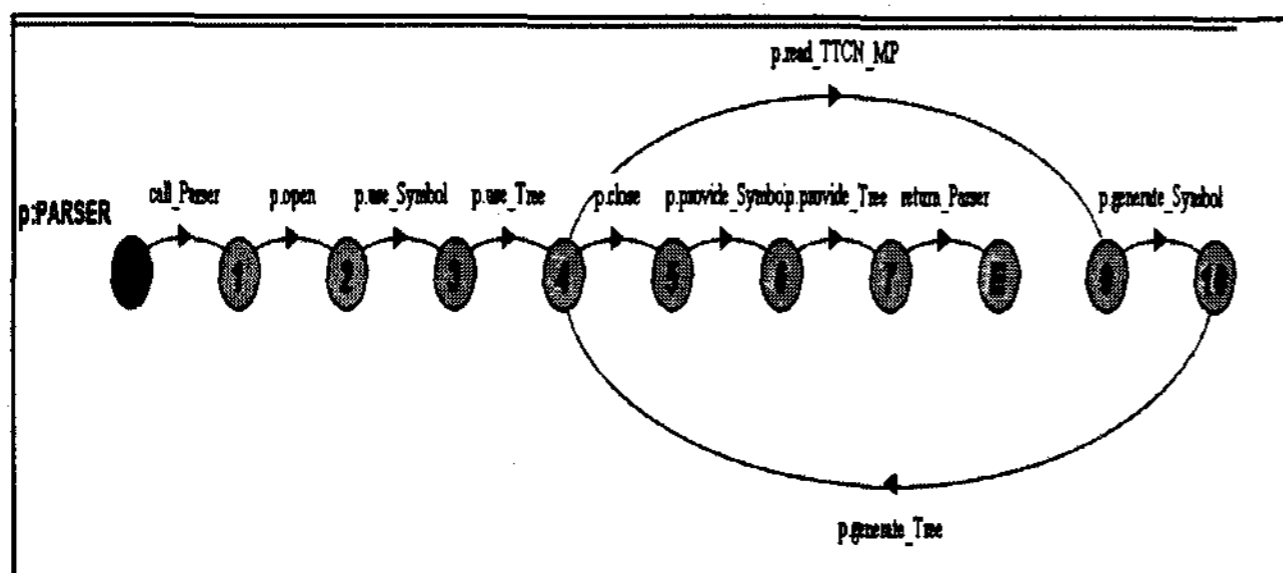 p.read_TTCN_MP
call_Parser p.open p.use_Symbol p.use_Tree p.close p.provide_Symbol p.provide_Tree return_Parser p.generate_Symbol
p:PARSER
1 2 3 4 5 6 7 E 9 10
p.generate_Tree